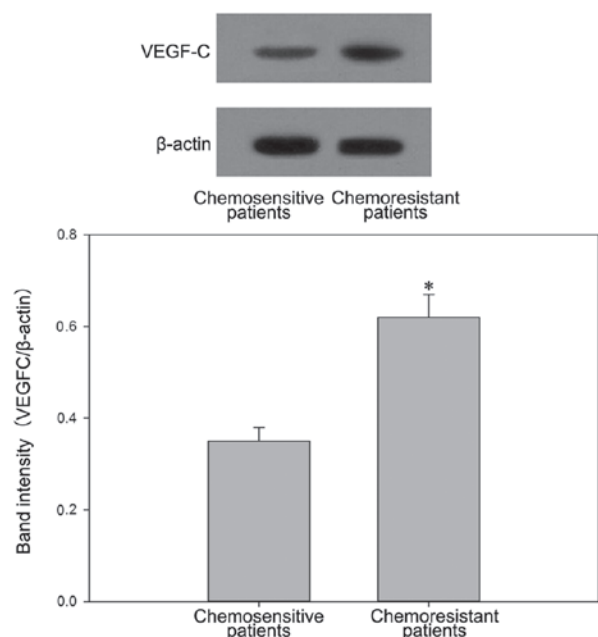 VEGF-C
β-actin
Chemosensitive Chemoresistant
patients patients
0.8
0.6
0.4
0.2
0.0
Band intensity (VEGFC/β-actin)
*
Chemosensitive Chemoresistant
patients patients